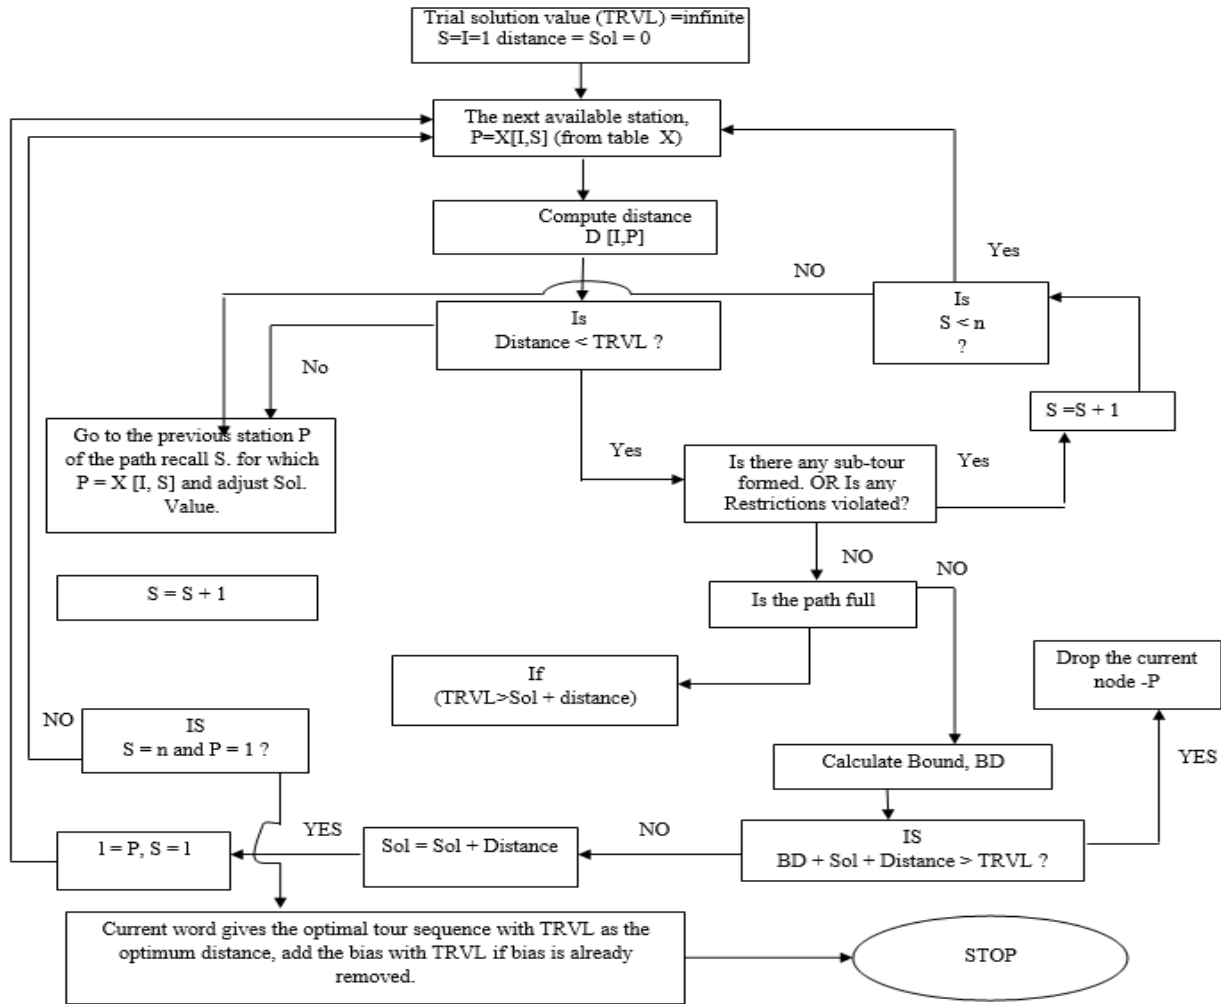 Trial solution value (TRVL) =infinite
S=I=1 distance = Sol = 0
The next available station,
P=X[I,S] (from table X)
Compute distance
D [I,P]
Yes
NO
Is
S < n
?
Is
Distance < TRVL ?
No
S =S + 1
Go to the previous station P
of the path recall S. for which
P = X [I, S] and adjust Sol.
Value.
Yes
Is there any sub-tour
formed. OR Is any
Restrictions violated?
Yes
NO
NO
S = S + 1
Is the path full
If
(TRVL>Sol + distance)
Drop the current
node -P
NO
IS
S = n and P = 1 ?
Calculate Bound, BD
YES
1 = P, S = 1
YES
Sol = Sol + Distance
NO
IS
BD + Sol + Distance > TRVL ?
Current word gives the optimal tour sequence with TRVL as the
optimum distance, add the bias with TRVL if bias is already
removed.
STOP